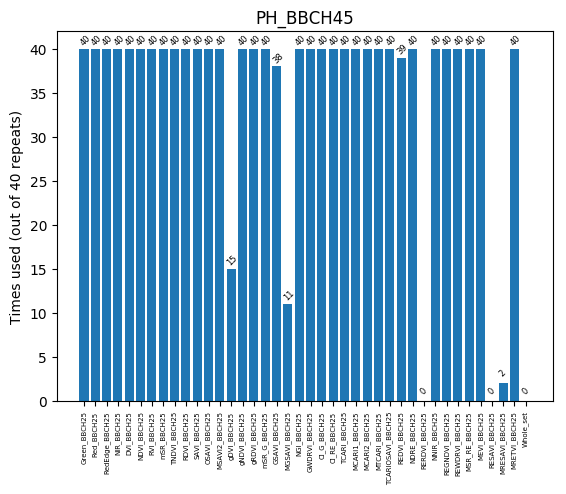 PH_BBCH45
Times used (out of 40 repeats)
40
35
30
25
20
15
10
5
0
40
40
40
40
40
40
40
40
40
40
40
40
40
15
40
40
40
38
11
40
40
40
40
40
40
40
40
40
39
40
0
40
40
40
40
40
0
2
40
0
Green_BBCH25
Red_BBCH25
RedEdge_BBCH25
NIR_BBCH25
DVI_BBCH25
NDVI_BBCH25
RVI_BBCH25
mSR_BBCH25
TNDVI_BBCH25
RDVI_BBCH25
SAVI_BBCH25
OSAVI_BBCH25
MSAVI2_BBCH25
gDVI_BBCH25
gNDVI_BBCH25
gRDVI_BBCH25
mSR_G_BBCH25
GSAVI_BBCH25
MGSAVI_BBCH25
NGI_BBCH25
GWDRVI_BBCH25
CI_G_BBCH25
CI_RE_BBCH25
TCARI_BBCH25
MCARI1_BBCH25
MCARI2_BBCH25
MTCARI_BBCH25
TCARIOSAVI_BBCH25
REDVI_BBCH25
NDRE_BBCH25
RERDVI_BBCH25
NNIR_BBCH25
REGNDVI_BBCH25
REWDRVI_BBCH25
MSR_RE_BBCH25
MEVI_BBCH25
RESAVI_BBCH25
MRESAVI_BBCH25
MRETVI_BBCH25
Whole_set